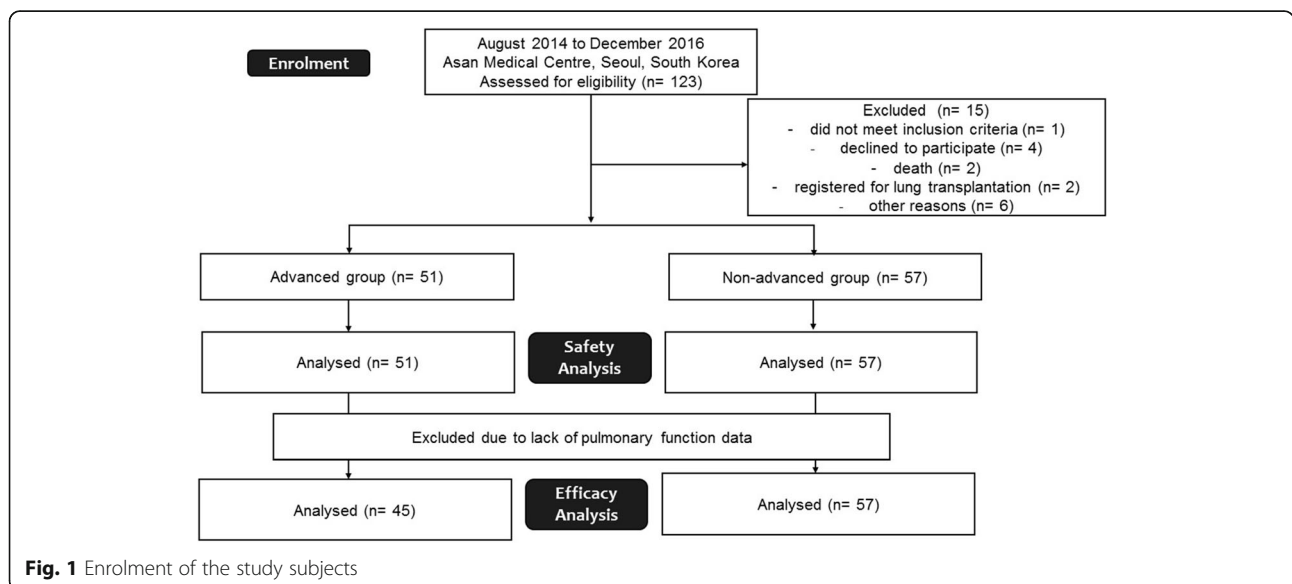 Enrolment
August 2014 to December 2016
Asan Medical Centre, Seoul, South Korea
Assessed for eligibility (n= 123)
Excluded (n= 15)
- did not meet inclusion criteria (n= 1)
- declined to participate (n= 4)
- death (n= 2)
- registered for lung transplantation (n= 2)
- other reasons (n= 6)
Advanced group (n= 51)
Non-advanced group (n= 57)
Analysed (n= 51)
Safety
Analysis
Analysed (n= 57)
Excluded due to lack of pulmonary function data
Analysed (n= 45)
Efficacy
Analysis
Analysed (n= 57)
Fig. 1 Enrolment of the study subjects